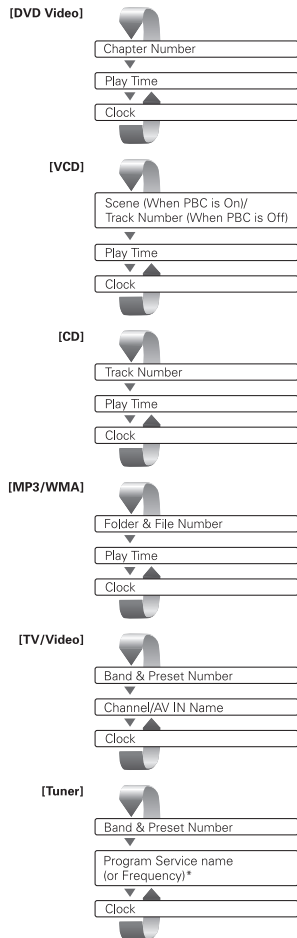 [DVD Video]
Chapter Number
Play Time
Clock
[VCD]
Scene (When PBC is On)/
Track Number (When PBC is Off)
Play Time
Clock
[CD]
Track Number
Play Time
Clock
[MP3/WMA]
Folder & File Number
Play Time
Clock
[TV/Video]
Band & Preset Number
Channel/AV IN Name
Clock
[Tuner]
Band & Preset Number
Program Service name
(or Frequency)*
Clock